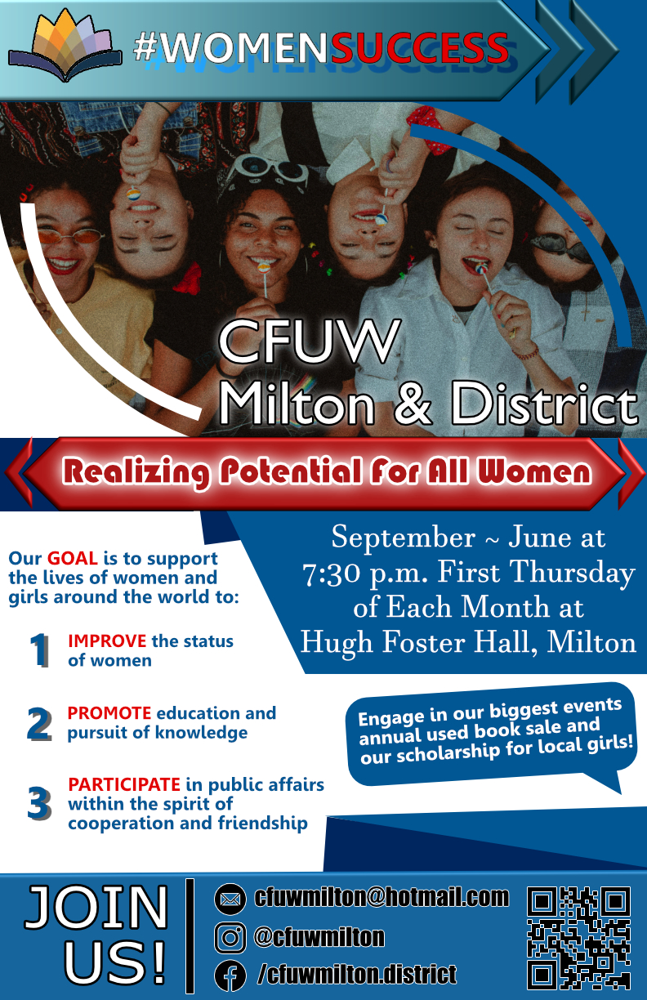 #WOMENSUCCESS
CFUW
Milton & District
Realizing Potential For All Women
September ~ June at
7:30 p.m. First Thursday
of Each Month at
Hugh Foster Hall, Milton
Our GOAL is to support
the lives of women and
girls around the world to:
1 IMPROVE the status
of women
2 PROMOTE education and
pursuit of knowledge
3 PARTICIPATE in public affairs
within the spirit of
cooperation and friendship
Engage in our biggest events
annual used book sale and
our scholarship for local girls!
JOIN
US!
cfuwmilton@hotmail.com
@cfuwmilton
/cfuwmilton.district